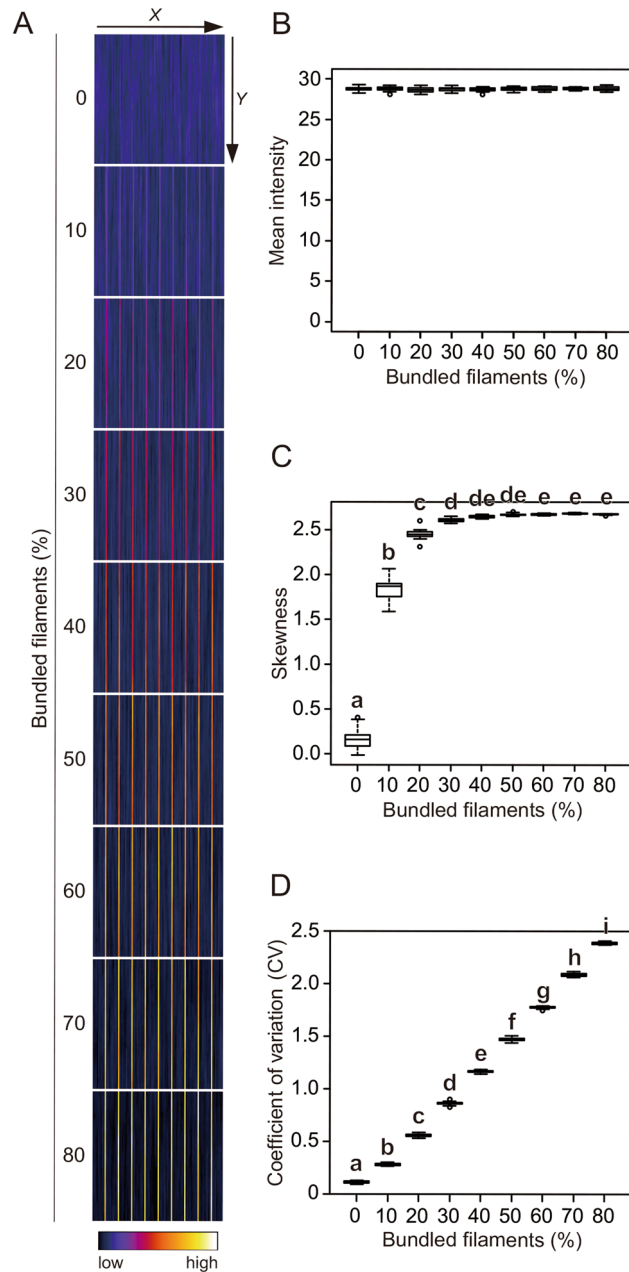 A
X
Y
Bundled filaments (%)
0
10
20
30
40
50
60
70
80
low high
B
Mean intensity
30
25
20
15
10
5
0
0 10 20 30 40 50 60 70 80
Bundled filaments (%)
C
Skewness
2.5
2.0
1.5
1.0
0.5
0.0
a b c d de de e e e
0 10 20 30 40 50 60 70 80
Bundled filaments (%)
D
Coefficient of variation (CV)
2.5
2.0
1.5
1.0
0.5
0
a b c d e f g h i
0 10 20 30 40 50 60 70 80
Bundled filaments (%)